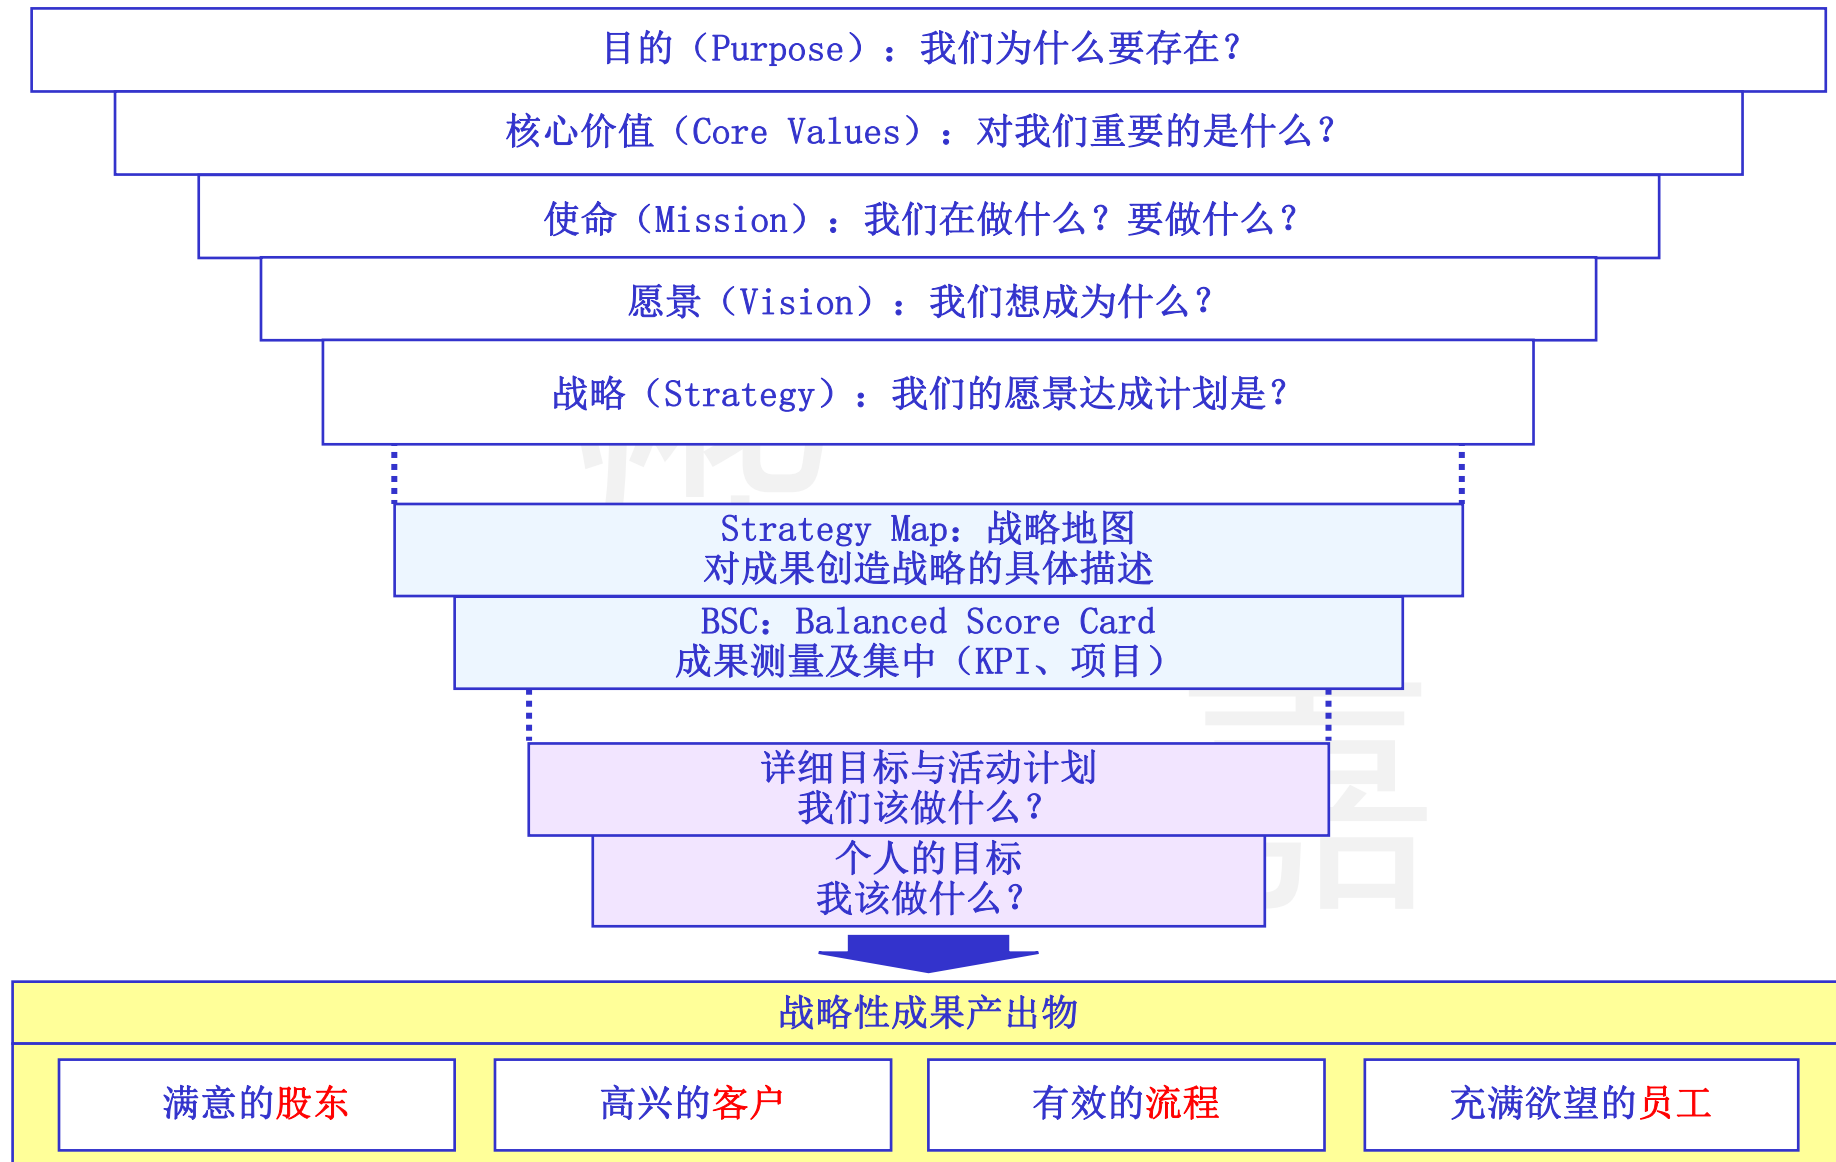 目的（Purpose）：我们为什么要存在？
核心价值（Core Values）：对我们重要的是什么？
使命（Mission）：我们在做什么？要做什么？
愿景（Vision）：我们想成为什么？
战略（Strategy）：我们的愿景达成计划是？
Strategy Map：战略地图
对成果创造战略的具体描述
BSC：Balanced Score Card
成果测量及集中（KPI、项目）
详细目标与活动计划
我们该做什么？
个人的目标
我该做什么？
战略性成果产出物
满意的股东
高兴的客户
有效的流程
充满欲望的员工